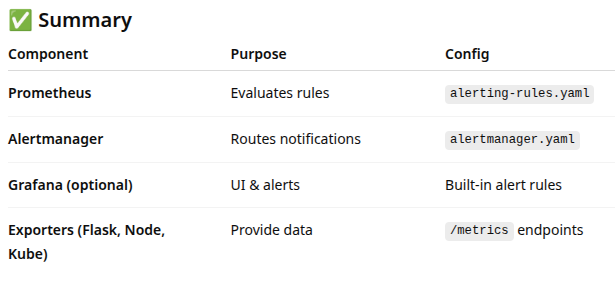 ✅ Summary
Component Purpose Config
Prometheus Evaluates rules alerting-rules.yaml
Alertmanager Routes notifications alertmanager.yaml
Grafana (optional) UI & alerts Built-in alert rules
Exporters (Flask, Node, Provide data /metrics endpoints
Kube)